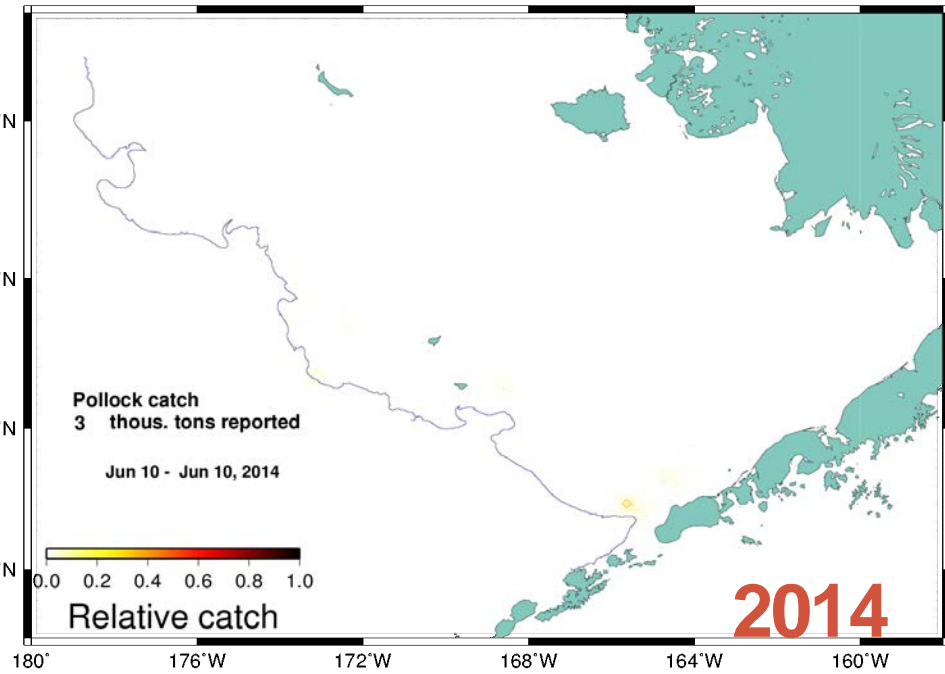 'N
'N
'N
'N
Pollock catch
3 thous. tons reported
Jun 10 - Jun 10, 2014
0.0 0.2 0.4 0.6 0.8 1.0
Relative catch
2014
180° 176°W 172°W 168°W 164°W 160°W